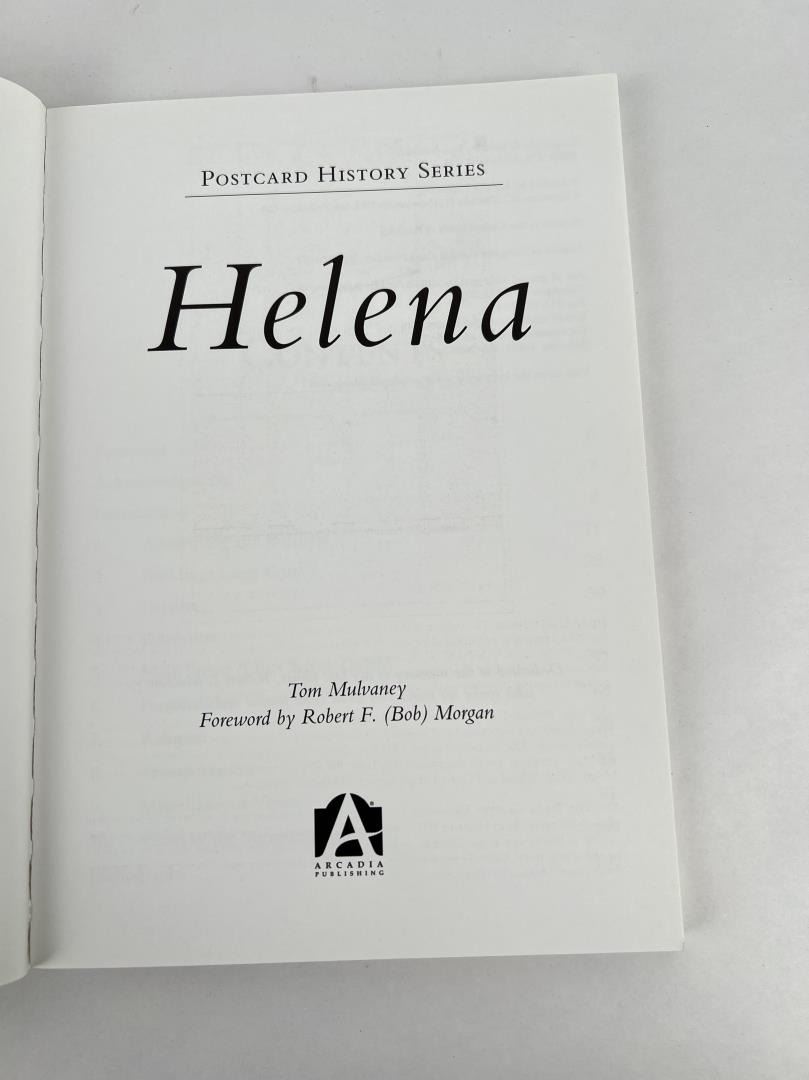 POSTCARD HISTORY SERIES
Helena
Tom Mulvaney
Foreword by Robert F. (Bob) Morgan
A
ARCADIA
PUBLISHING